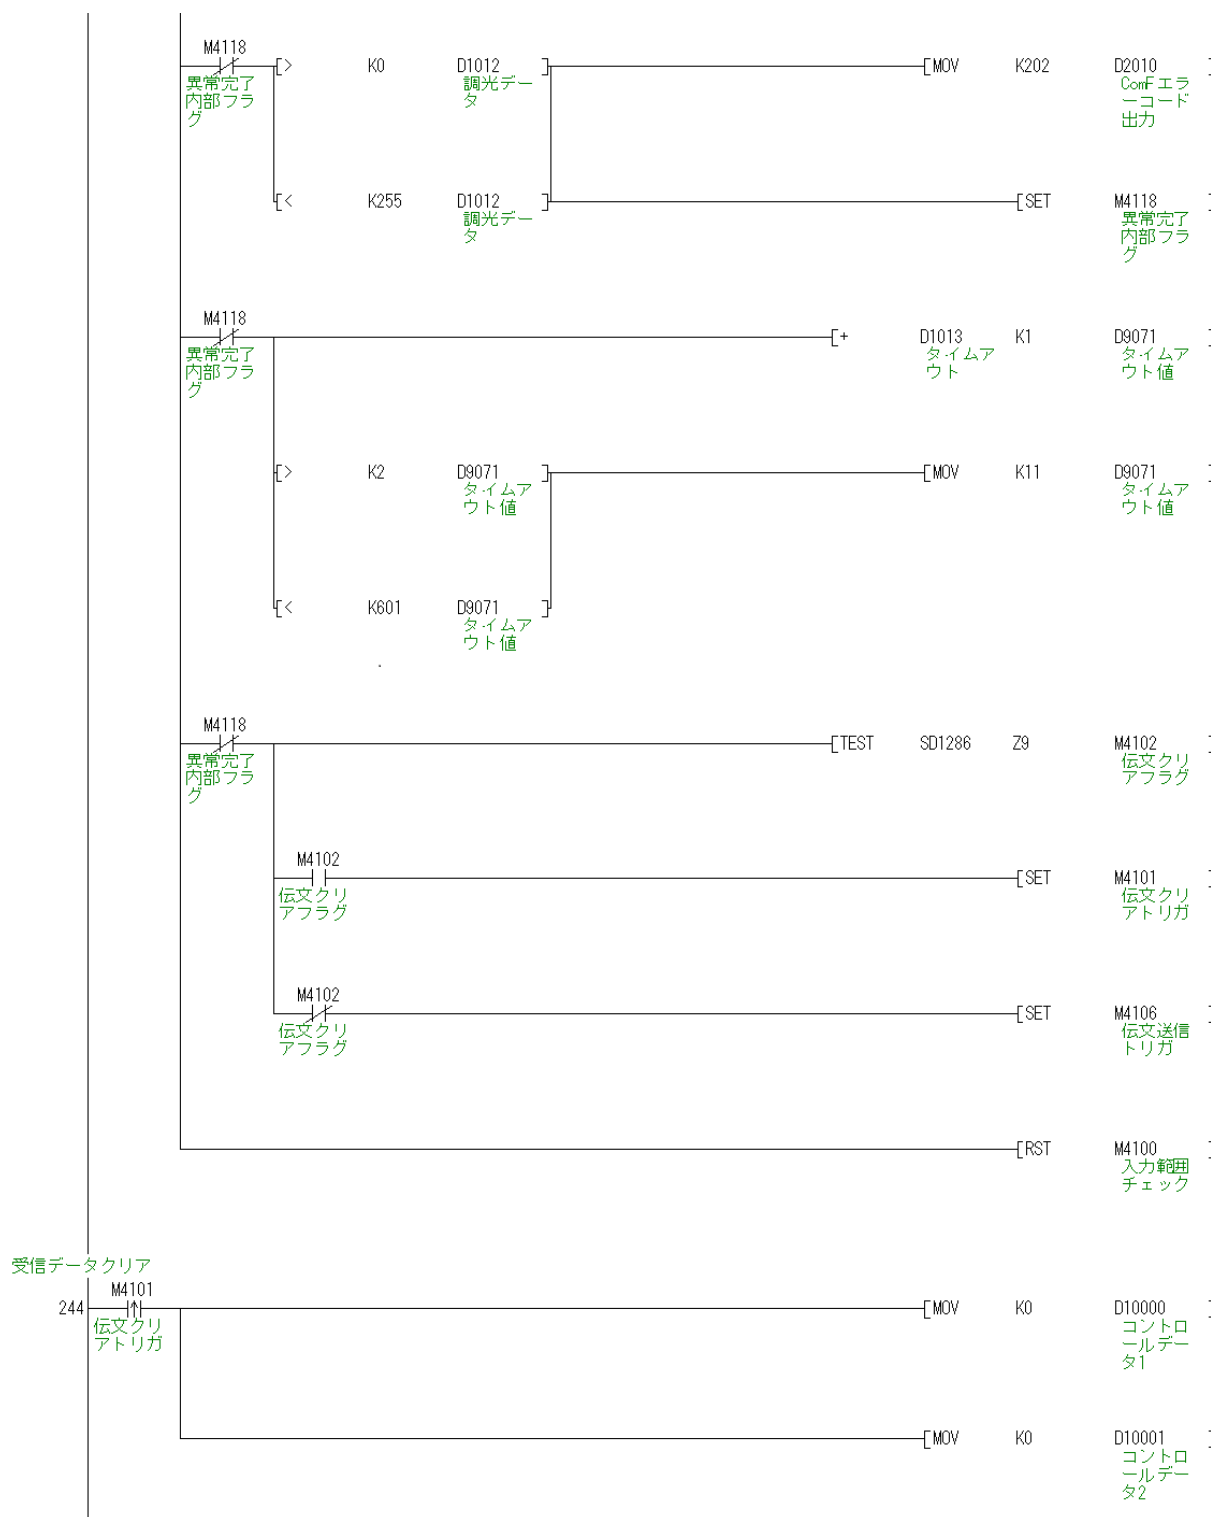 M4118
[> K0 D1012 ] [MOV K202 D2010 ]
異常完了
内部フラ
グ
調光デー
タ
ComFエラ
ーコード
出力
[< K255 D1012 ] [SET M4118 ]
調光デー
タ
異常完了
内部フラ
グ
M4118
[+ D1013 K1 D9071 ]
異常完了
内部フラ
グ
タイムア
ウト
タイムア
ウト値
[> K2 D9071 ] [MOV K11 D9071 ]
タイムア
ウト値
タイムア
ウト値
[< K601 D9071 ]
タイムア
ウト値
M4118
[TEST SD1286 Z9 M4102 ]
異常完了
内部フラ
グ
伝文クリ
アフラグ
M4102
[SET M4101 ]
伝文クリ
アフラグ
伝文クリ
アトリガ
M4102
[SET M4106 ]
伝文クリ
アフラグ
伝文送信
トリガ
[RST M4100 ]
入力範囲
チェック
受信データクリア
M4101
244 [MOV K0 D10000 ]
伝文クリ
アトリガ
コントロ
ールデー
タ1
[MOV K0 D10001 ]
コントロ
ールデー
タ2